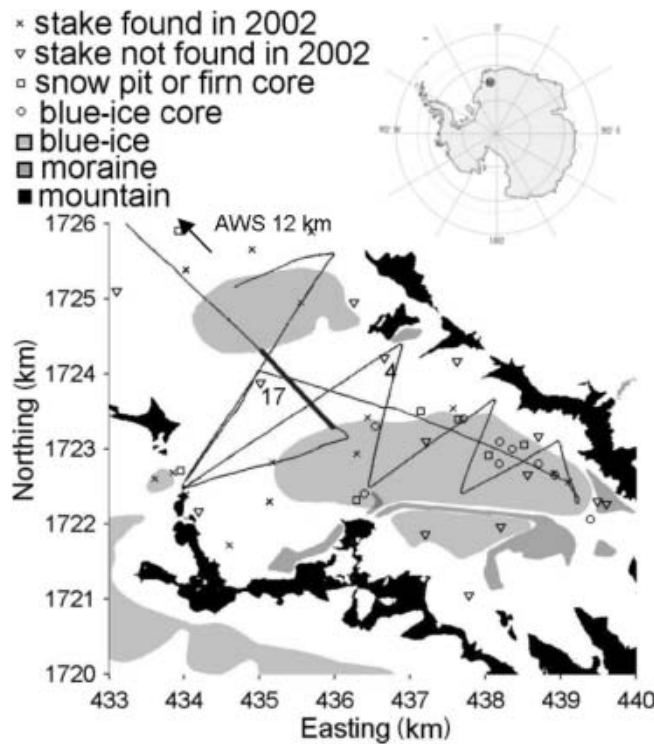 stake found in 2002
stake not found in 2002
snow pit or firn core
blue-ice core
blue-ice
moraine
mountain
0°
180°
AWS 12 km
1726
1725
1724
1723
1722
1721
1720
17
4
Northing (km)
433 434 435 436 437 438 439 440
Easting (km)